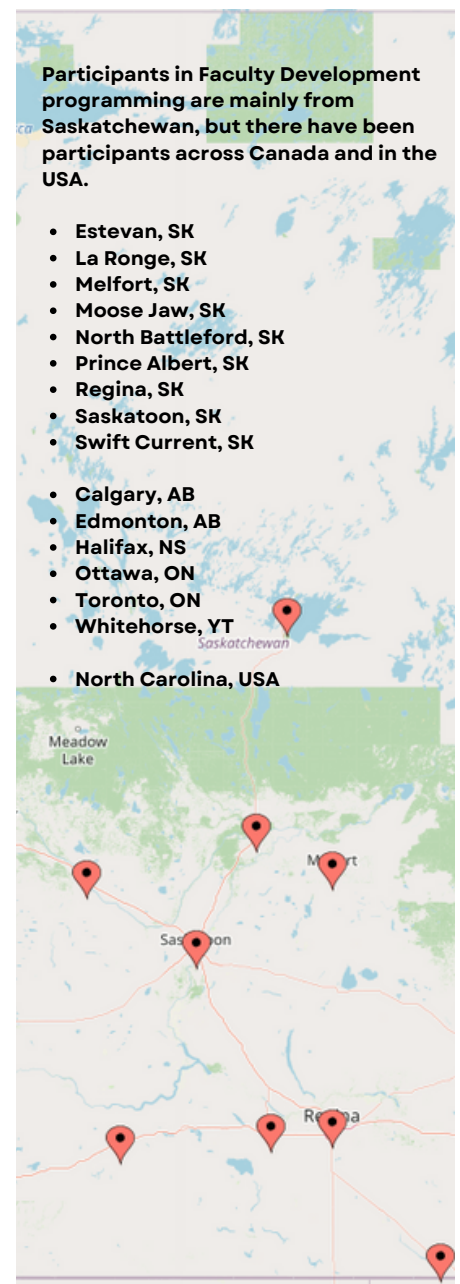 Participants in Faculty Development
programming are mainly from
Saskatchewan, but there have been
participants across Canada and in the
USA.
• Estevan, SK
• La Ronge, SK
• Melfort, SK
• Moose Jaw, SK
• North Battleford, SK
• Prince Albert, SK
• Regina, SK
• Saskatoon, SK
• Swift Current, SK
• Calgary, AB
• Edmonton, AB
• Halifax, NS
• Ottawa, ON
• Toronto, ON
• Whitehorse, YT
Saskatchewan
• North Carolina, USA
Meadow
Lake